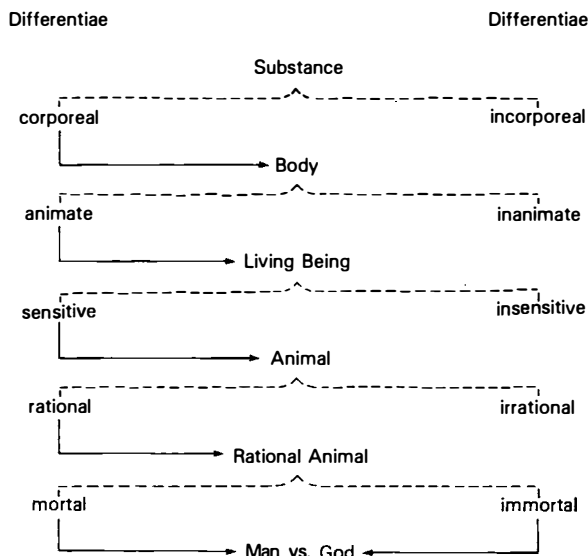 Differentiae Differentiae
Substance
corporeal incorporeal
Body
animate inanimate
Living Being
sensitive insensitive
Animal
rational irrational
Rational Animal
mortal immortal
Man vs. God